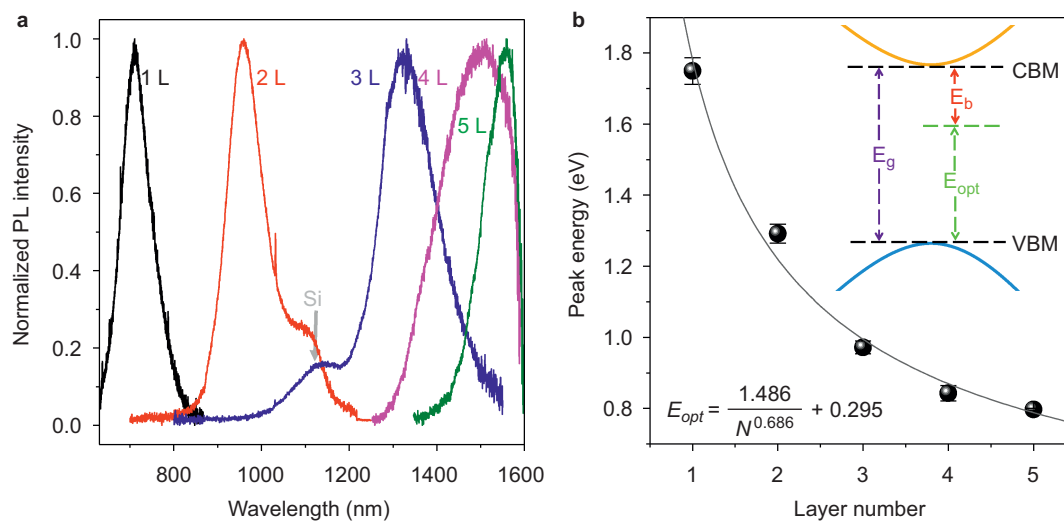 a
1 L
2 L
3 L
4 L
5 L
Si
1.0
0.8
0.6
0.4
0.2
0.0
Normalized PL intensity
800
1000
1200
1400
1600
Wavelength (nm)
b
CBM
E_b
E_g
E_opt
VBM
1.8
1.6
1.4
1.2
1.0
0.8
Peak energy (eV)
E_opt = 1.486 / N^0.686 + 0.295
1
2
3
4
5
Layer number